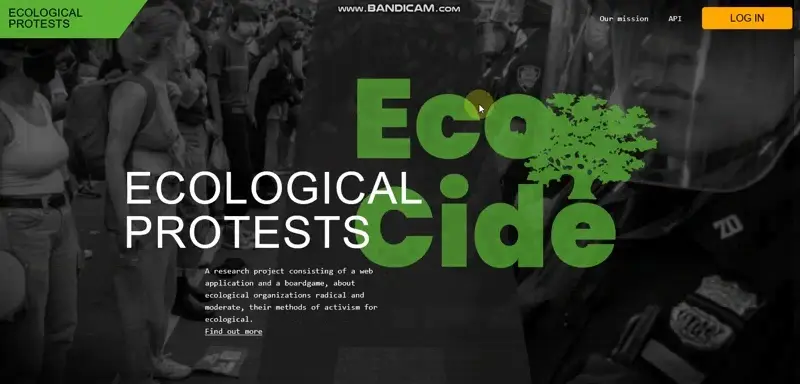 www.BANDICAM.com
ECOLOGICAL
PROTESTS
Our mission
API
LOG IN
Eco
Cide
ECOLOGICAL
PROTESTS
A research project consisting of a web
application and a boardgame, about
ecological organizations radical and
moderate, their methods of activism for
ecological.
Find out more